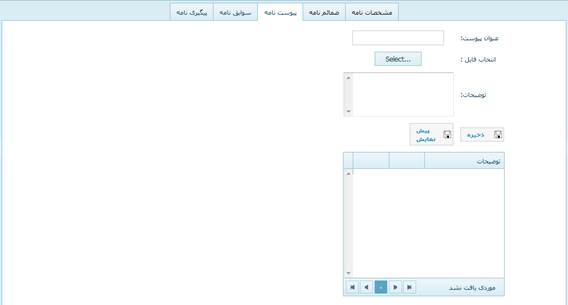 مشخصات نامه ضمائم نامه پیوست نامه سوابق نامه پیگیری نامه
عنوان پیوست:
انتخاب فایل :
Select...
توضیحات:
ذخیره
پیش
نمایش
توضیحات
موردی یافت نشد